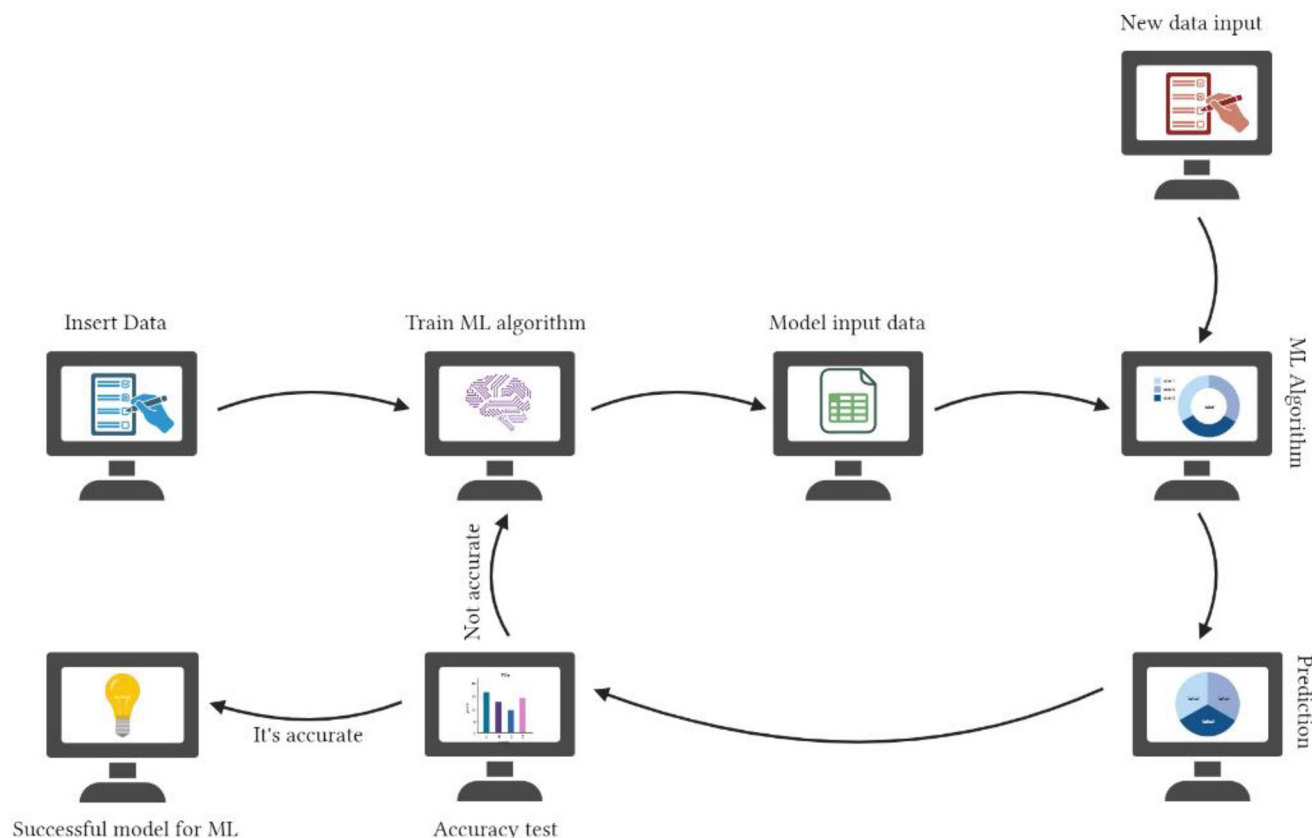 New data input
Insert Data
Train ML algorithm
Model input data
ML Algorithm
Not accurate
Prediction
It's accurate
Successful model for ML
Accuracy test